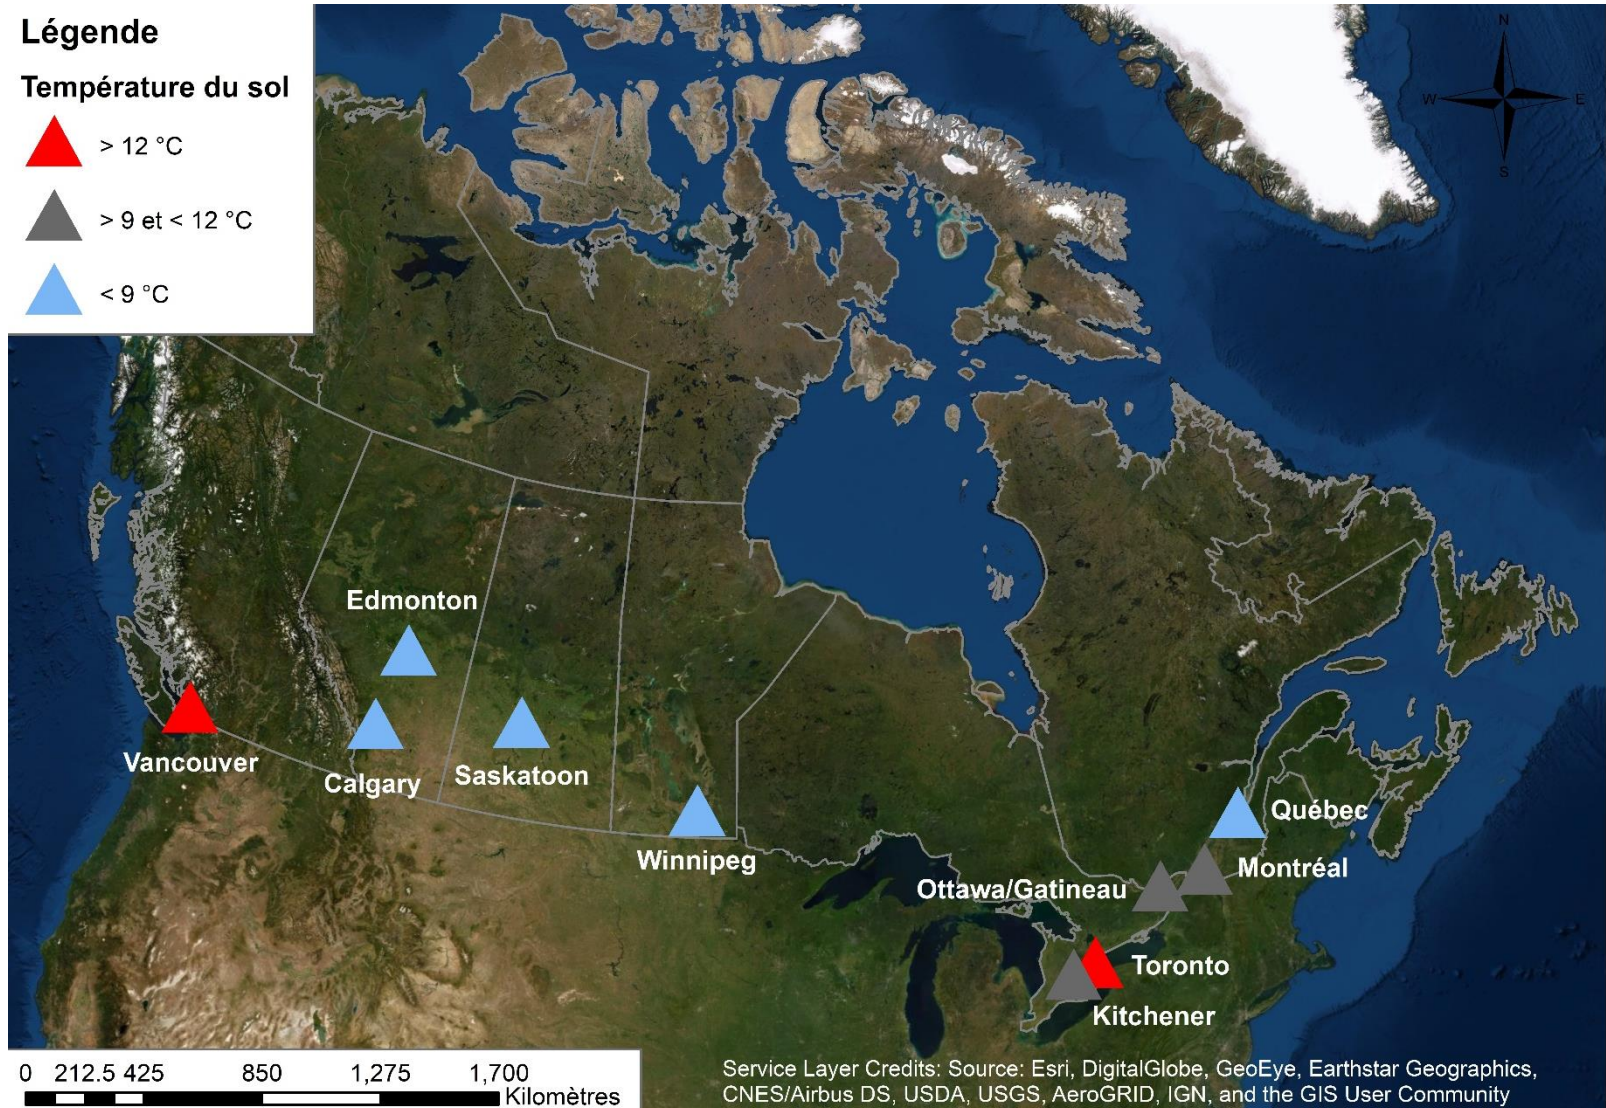 Légende
Température du sol
> 12 °C
> 9 et < 12 °C
< 9 °C
N
W
E
S
Edmonton
Vancouver
Calgary
Saskatoon
Winnipeg
Québec
Montréal
Ottawa/Gatineau
Toronto
Kitchener
0 212.5 425 850 1,275 1,700
Kilomètres
Service Layer Credits: Source: Esri, DigitalGlobe, GeoEye, Earthstar Geographics,
CNES/Airbus DS, USDA, USGS, AeroGRID, IGN, and the GIS User Community